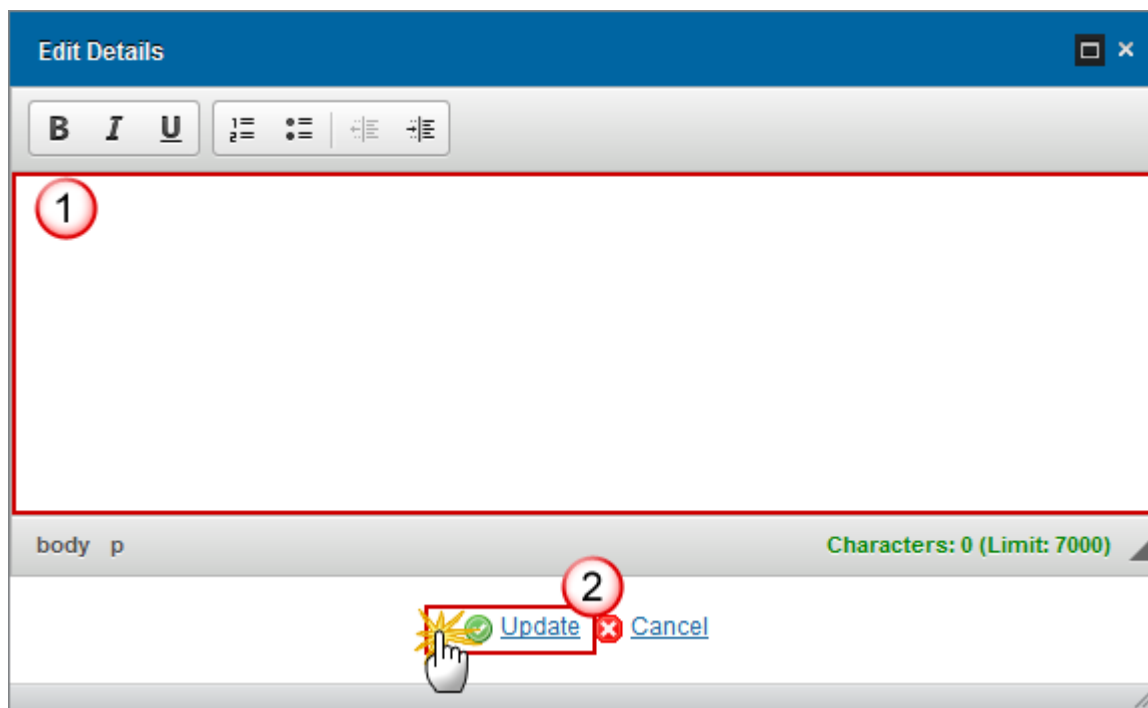 Edit Details
B I U
1
body p Characters: 0 (Limit: 7000)
2
Update Cancel